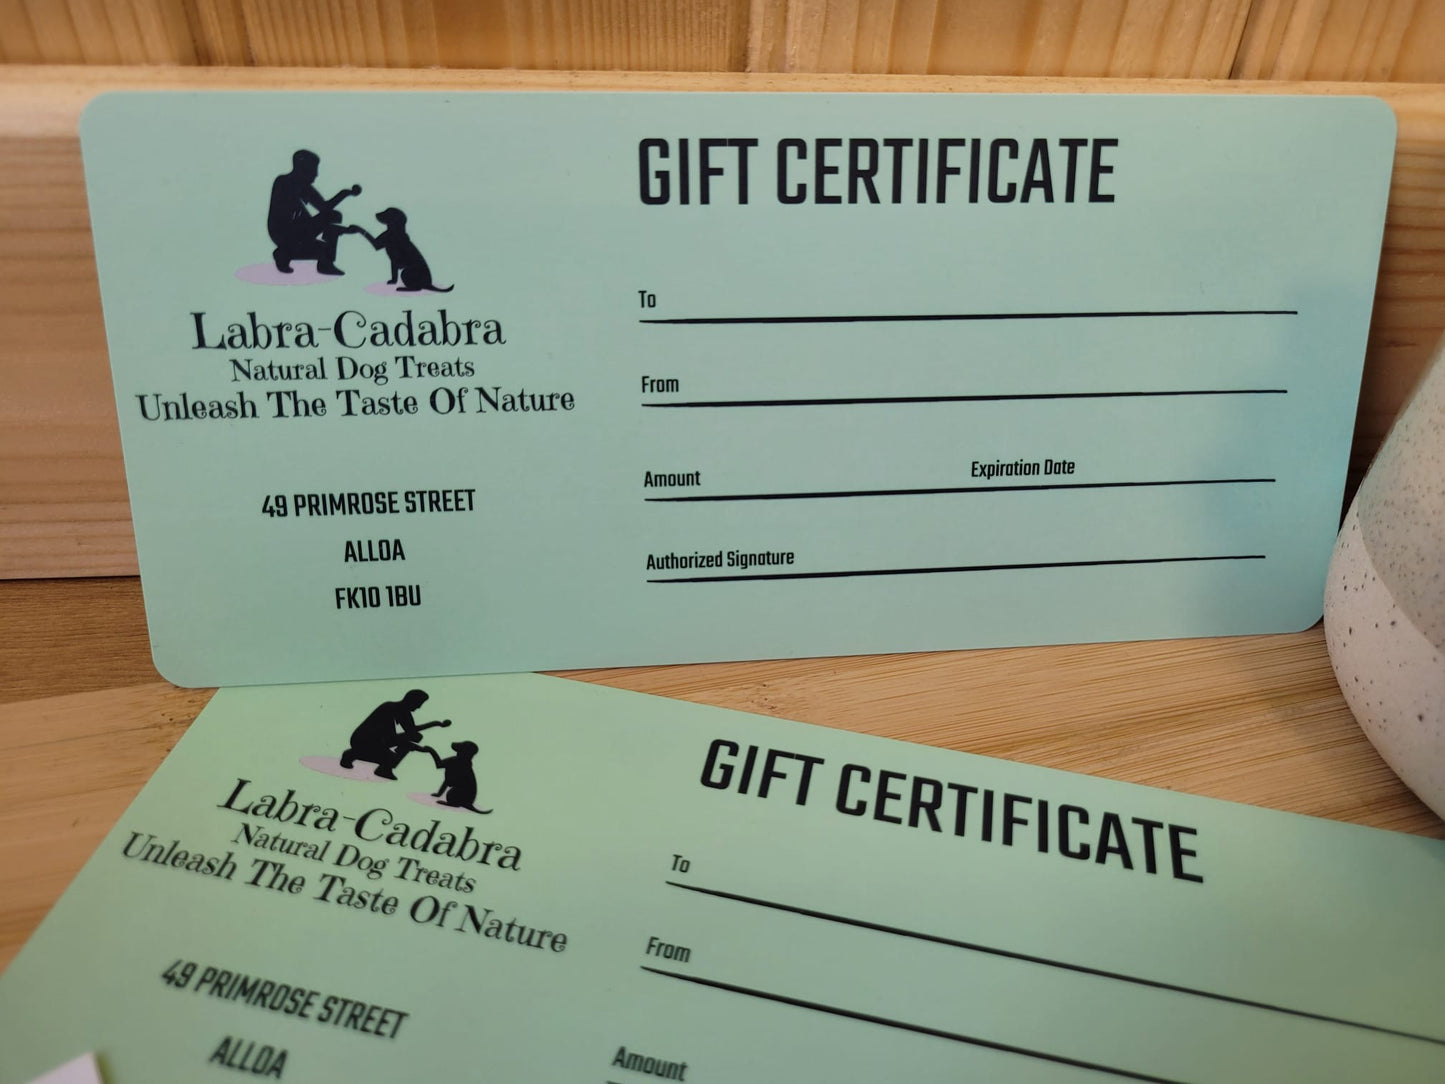 Labra-Cadabra
Natural Dog Treats
Unleash The Taste Of Nature
49 PRIMROSE STREET
ALLOA
FK10 1BU
GIFT CERTIFICATE
To
From
Amount Expiration Date
Authorized Signature
Labra-Cadabra
Natural Dog Treats
Unleash The Taste Of Nature
49 PRIMROSE STREET
ALLOA
GIFT CERTIFICATE
To
From
Amount